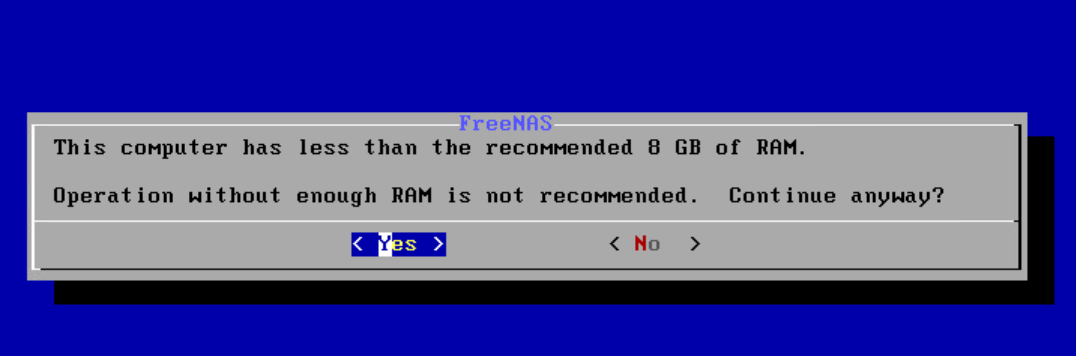 FreeNAS
This computer has less than the recommended 8 GB of RAM.
Operation without enough RAM is not recommended.  Continue anyway?
< Yes > < No >